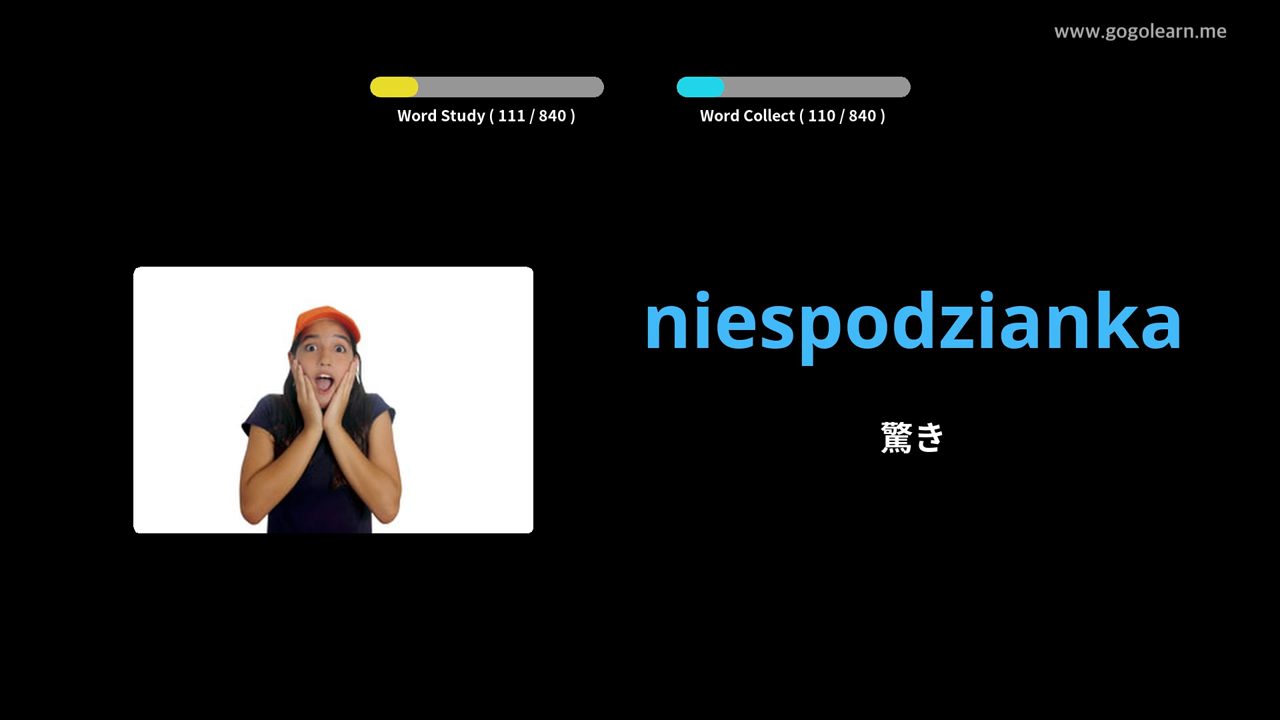 www.gogolearn.me
Word Study ( 111 / 840 )
Word Collect ( 110 / 840 )
niespodzianka
驚き